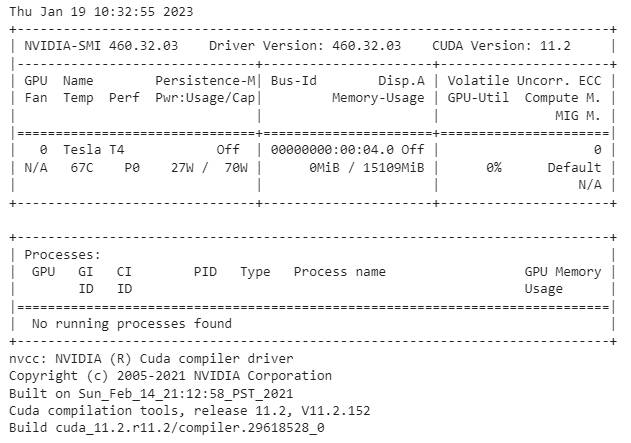 Thu Jan 19 10:32:55 2023
+-----------------------------------------------------------------------------+
| NVIDIA-SMI 460.32.03    Driver Version: 460.32.03    CUDA Version: 11.2     |
|-------------------------------+----------------------+----------------------+
| GPU  Name        Persistence-M| Bus-Id        Disp.A | Volatile Uncorr. ECC |
| Fan  Temp  Perf  Pwr:Usage/Cap|         Memory-Usage | GPU-Util  Compute M. |
|                               |                      |               MIG M. |
|===============================+======================+======================|
|   0  Tesla T4            Off  | 00000000:00:04.0 Off |                    0 |
| N/A   67C    P0    27W /  70W |      0MiB / 15109MiB |      0%      Default |
|                               |                      |                  N/A |
+-------------------------------+----------------------+----------------------+

+-----------------------------------------------------------------------------+
| Processes:                                                                  |
|  GPU   GI   CI        PID   Type   Process name                  GPU Memory |
|        ID   ID                                                   Usage      |
|=============================================================================|
|  No running processes found                                                 |
+-----------------------------------------------------------------------------+
nvcc: NVIDIA (R) Cuda compiler driver
Copyright (c) 2005-2021 NVIDIA Corporation
Built on Sun_Feb_14_21:12:58_PST_2021
Cuda compilation tools, release 11.2, V11.2.152
Build cuda_11.2.r11.2/compiler.29618528_0